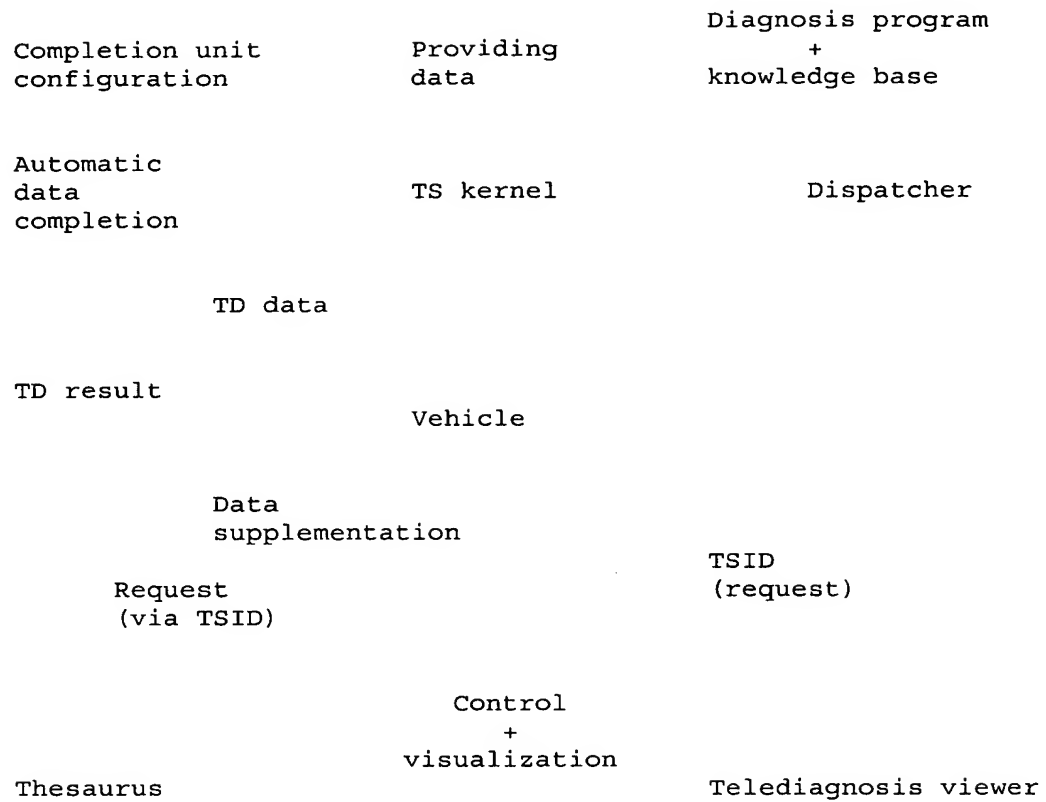 Completion unit
configuration
Providing
data
Diagnosis program
+
knowledge base
Automatic
data
completion
TS kernel
Dispatcher
TD data
TD result
Vehicle
Data
supplementation
Request
(via TSID)
TSID
(request)
Control
+
visualization
Thesaurus
Telediagnosis viewer